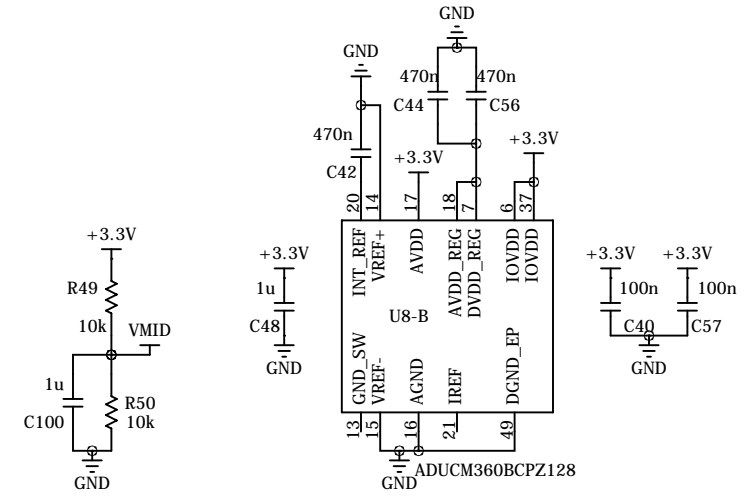 GND
GND
470n
470n
C44
C56
470n
C42
+3.3V
+3.3V
20
14
17
18
7
6
37
INT_REF
VREF+
AVDD
AVDD_REG
DVDD_REG
IOVDD
IOVDD
U8-B
GND_SW
VREF-
AGND
IREF
DGND_EP
13
15
16
21
49
GND
ADUCM360BCPZ128
+3.3V
R49
10k
VMID
1u
C100
R50
10k
GND
+3.3V
1u
C48
GND
+3.3V
+3.3V
100n
100n
C40
C57
GND